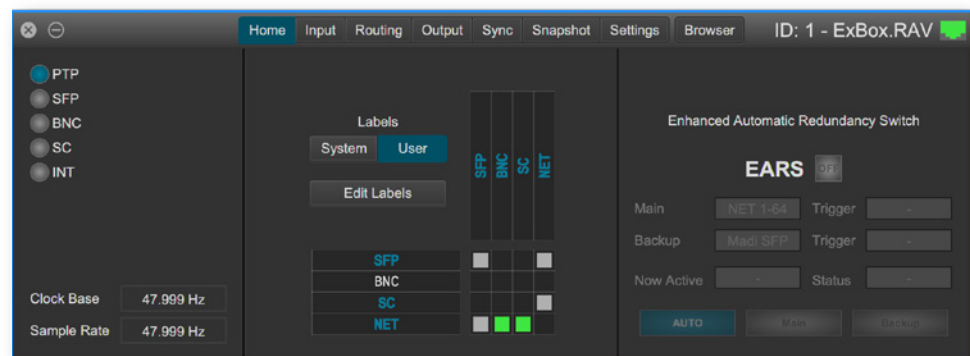 Home Input Routing Output Sync Snapshot Settings Browser ID: 1 - ExBox.RAV
PTP
SFP
BNC
SC
INT
Clock Base 47.999 Hz
Sample Rate 47.999 Hz
Labels
System User
Edit Labels
SFP BNC SC NET
SFP
BNC
SC
NET
Enhanced Automatic Redundancy Switch
EARS OFF
Main NET 1-64 Trigger -
Backup Madi SFP Trigger -
Now Active - Status -
AUTO Main Backup